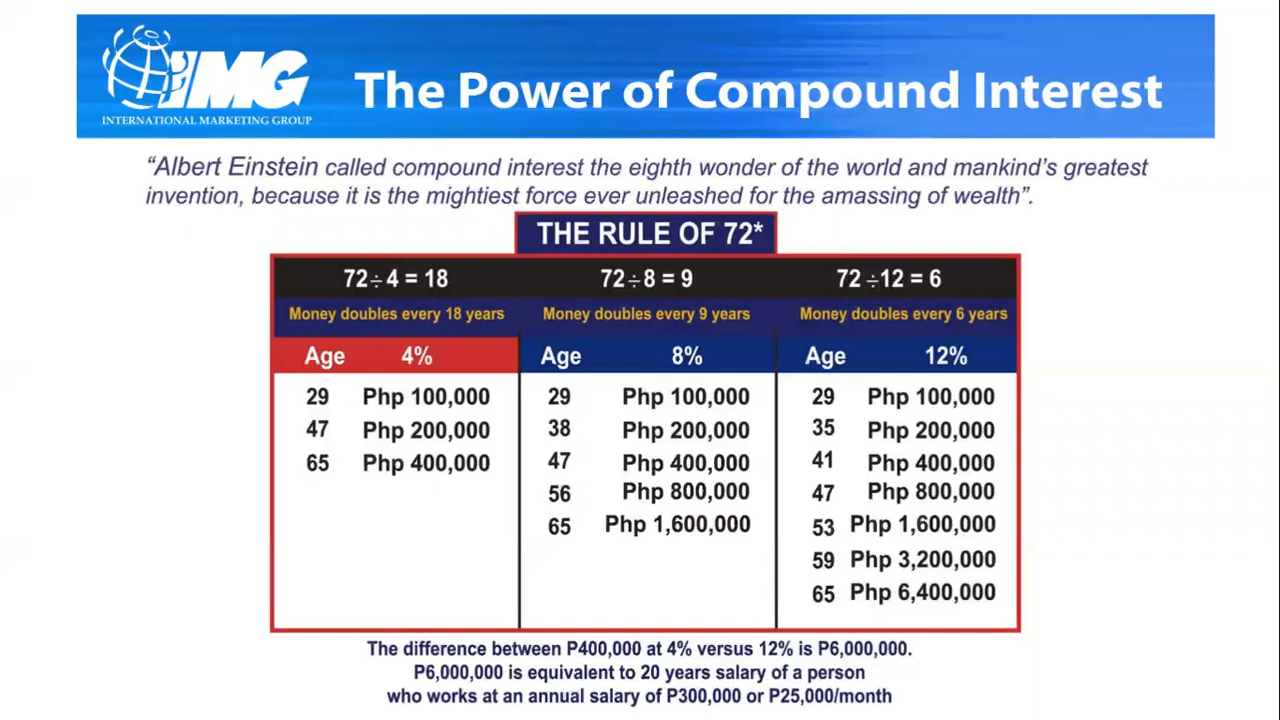 IMG
INTERNATIONAL MARKETING GROUP
The Power of Compound Interest
“Albert Einstein called compound interest the eighth wonder of the world and mankind’s greatest
invention, because it is the mightiest force ever unleashed for the amassing of wealth”.
THE RULE OF 72*
72÷4 = 18 72÷8 = 9 72 ÷12 = 6
Money doubles every 18 years Money doubles every 9 years Money doubles every 6 years
Age 4% Age 8% Age 12%
29 Php 100,000 29 Php 100,000 29 Php 100,000
47 Php 200,000 38 Php 200,000 35 Php 200,000
65 Php 400,000 47 Php 400,000 41 Php 400,000
56 Php 800,000 47 Php 800,000
65 Php 1,600,000 53 Php 1,600,000
59 Php 3,200,000
65 Php 6,400,000
The difference between P400,000 at 4% versus 12% is P6,000,000.
P6,000,000 is equivalent to 20 years salary of a person
who works at an annual salary of P300,000 or P25,000/month